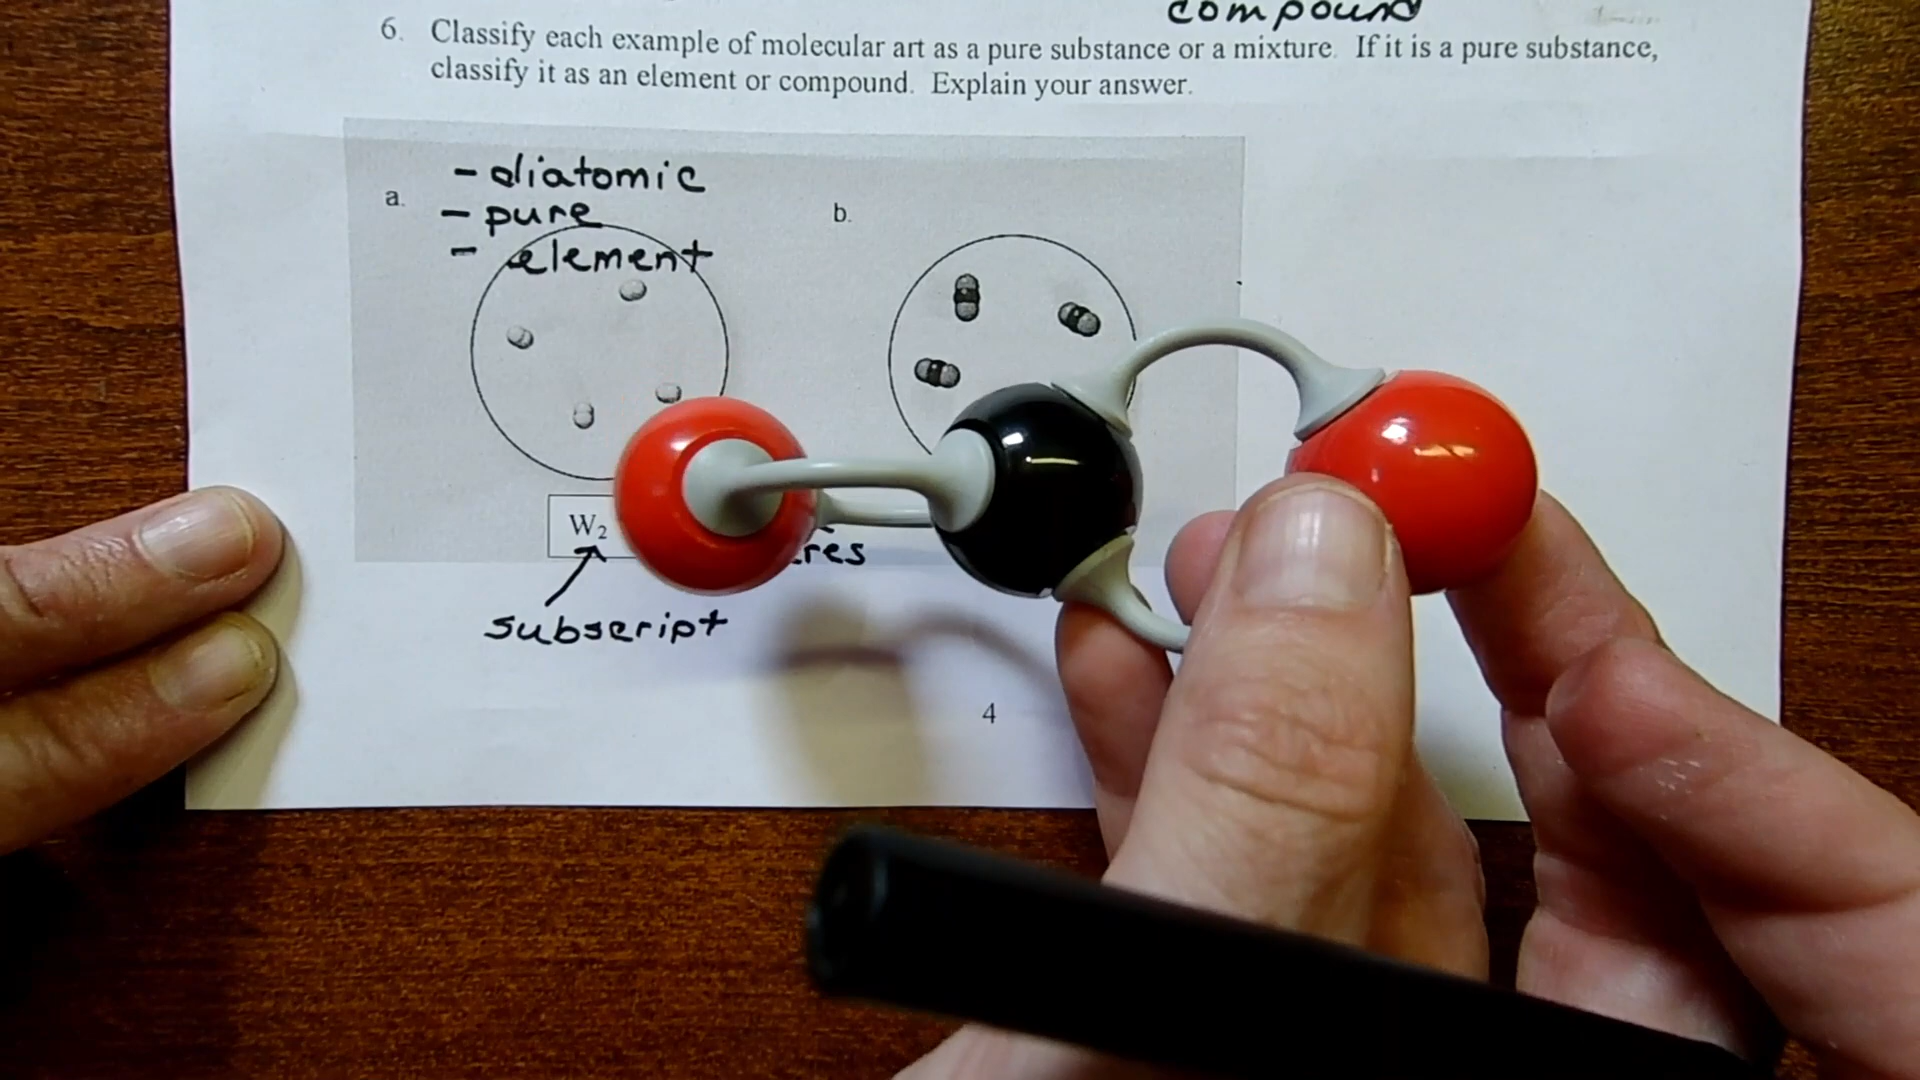 compound
6. Classify each example of molecular art as a pure substance or a mixture. If it is a pure substance,
classify it as an element or compound. Explain your answer.
a.
- diatomic
- pure
- element
b.
W₂
res
subscript
4